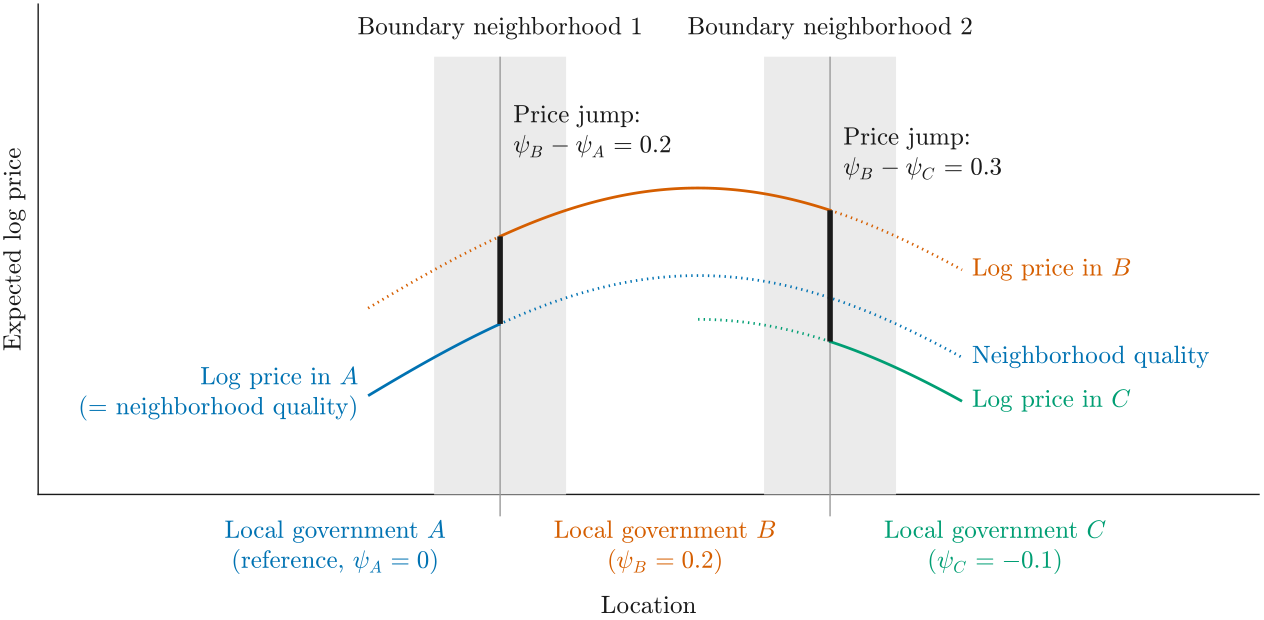 Boundary neighborhood 1
Boundary neighborhood 2
Price jump:
ψ_B − ψ_A = 0.2
Price jump:
ψ_B − ψ_C = 0.3
Expected log price
Log price in B
Neighborhood quality
Log price in A
(= neighborhood quality)
Log price in C
Local government A
(reference, ψ_A = 0)
Local government B
(ψ_B = 0.2)
Local government C
(ψ_C = −0.1)
Location